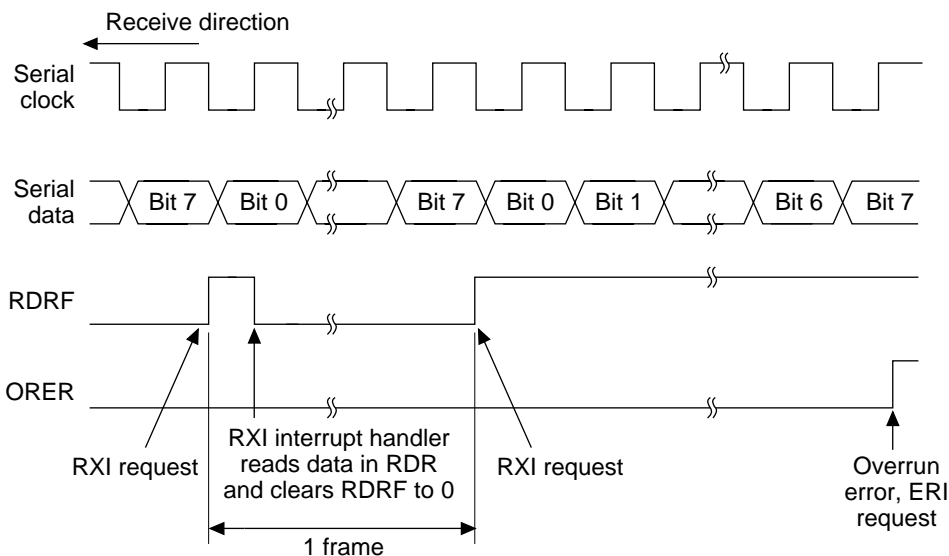 Receive direction
Serial
clock
Serial
data
Bit 7
Bit 0
Bit 7
Bit 0
Bit 1
Bit 6
Bit 7
RDRF
ORER
RXI request
RXI interrupt handler
reads data in RDR
and clears RDRF to 0
RXI request
Overrun
error, ERI
request
1 frame